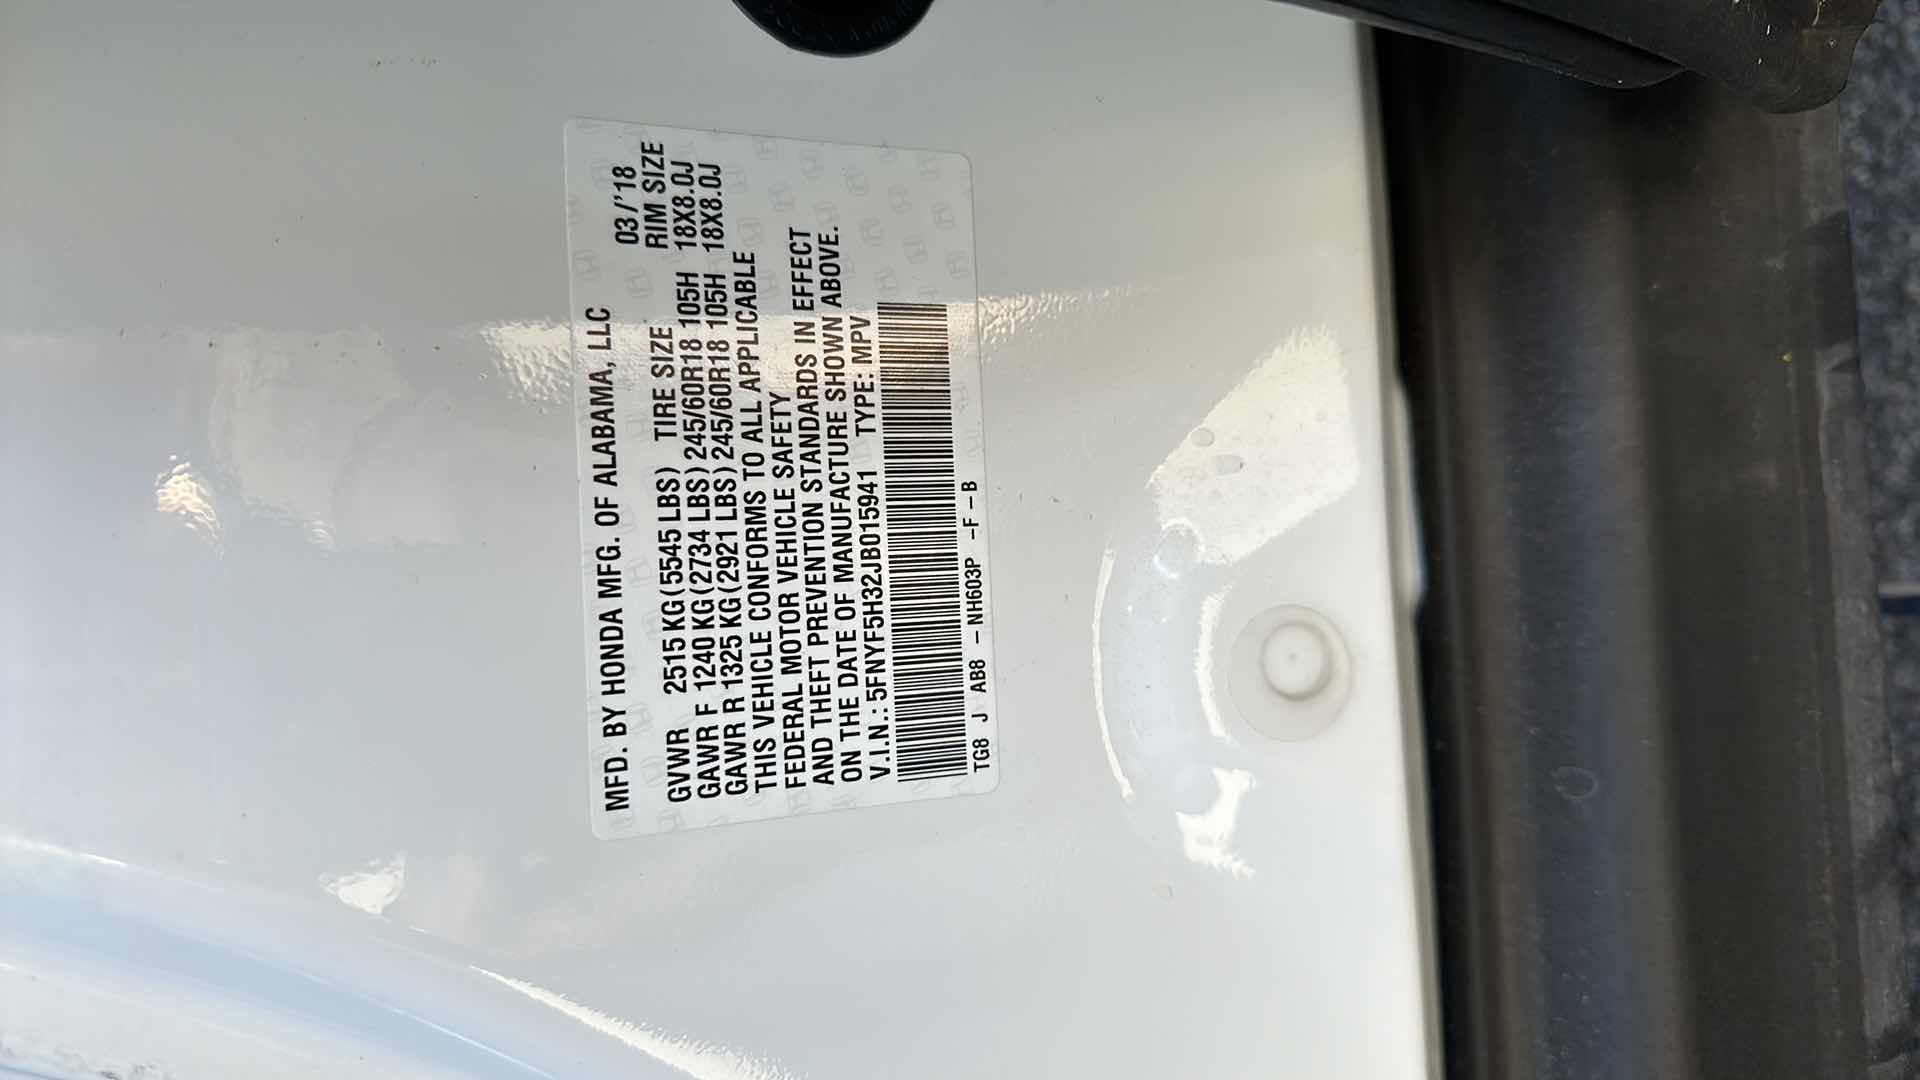 MFD. BY HONDA MFG. OF ALABAMA, LLC 03/'18
GVWR 2515 KG (5545 LBS) TIRE SIZE RIM SIZE
GAWR F 1240 KG (2734 LBS) 245/60R18 105H 18X8.0J
GAWR R 1325 KG (2921 LBS) 245/60R18 105H 18X8.0J
THIS VEHICLE CONFORMS TO ALL APPLICABLE
FEDERAL MOTOR VEHICLE SAFETY
AND THEFT PREVENTION STANDARDS IN EFFECT
ON THE DATE OF MANUFACTURE SHOWN ABOVE.
V.I.N.: 5FNYF5H32JB015941 TYPE: MPV
TG8 J AB8 - NH603P - F - B